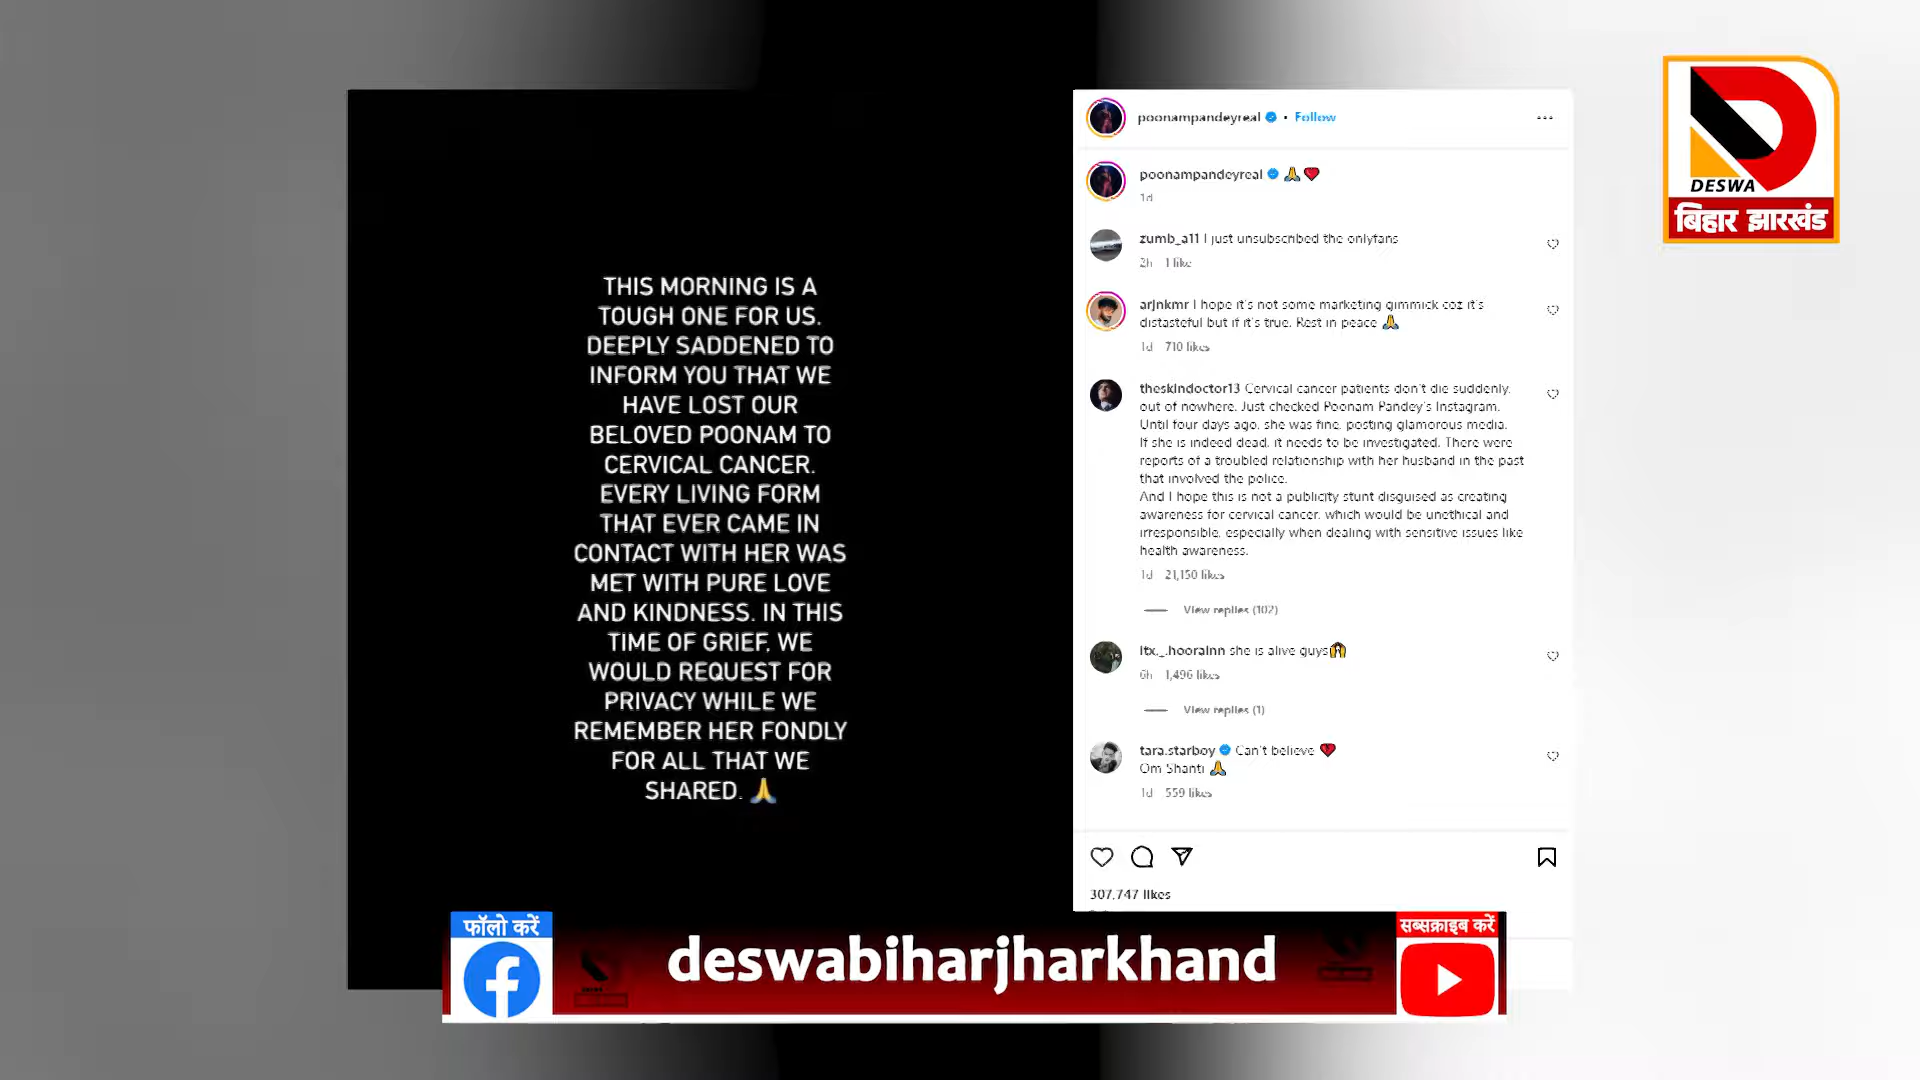 THIS MORNING IS A
TOUGH ONE FOR US.
DEEPLY SADDENED TO
INFORM YOU THAT WE
HAVE LOST OUR
BELOVED POONAM TO
CERVICAL CANCER.
EVERY LIVING FORM
THAT EVER CAME IN
CONTACT WITH HER WAS
MET WITH PURE LOVE
AND KINDNESS. IN THIS
TIME OF GRIEF, WE
WOULD REQUEST FOR
PRIVACY WHILE WE
REMEMBER HER FONDLY
FOR ALL THAT WE
SHARED. 🙏
poonampandeyreal • Follow
poonampandeyreal 🙏❤️
1d
zumb_a11 I just unsubscribed the onlyfans
2h 1 like
arjnkmr I hope it's not some marketing gimmick coz it's
distasteful but if it's true. Rest in peace 🙏
1d 710 likes
theskindoctor13 Cervical cancer patients don't die suddenly,
out of nowhere. Just checked Poonam Pandey's Instagram.
Until four days ago, she was fine, posting glamorous media.
If she is indeed dead, it needs to be investigated. There were
reports of a troubled relationship with her husband in the past
that involved the police.
And I hope this is not a publicity stunt disguised as creating
awareness for cervical cancer, which would be unethical and
irresponsible, especially when dealing with sensitive issues like
health awareness.
1d 21,150 likes
View replies (102)
itx._.hoorainn she is alive guys
6h 1,496 likes
View replies (1)
tara.starboy Can't believe 💔
Om Shanti 🙏
1d 559 likes
307,747 likes
DESWA
बिहार झारखंड
फॉलो करें
deswabiharjharkhand
सब्सक्राइब करें